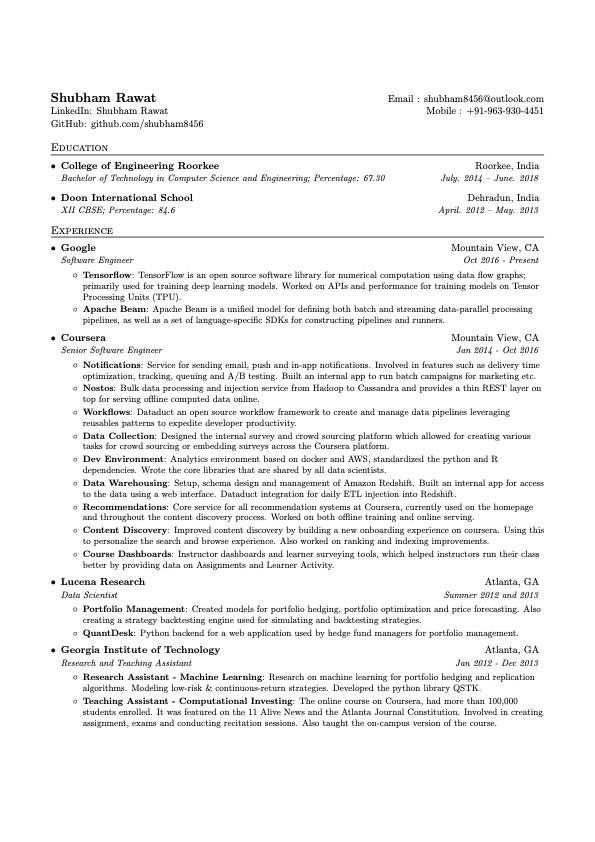 Shubham Rawat
Email : shubham8456@outlook.com
LinkedIn: Shubham Rawat
Mobile : +91-963-930-4451
GitHub: github.com/shubham8456
Education
• College of Engineering Roorkee
Roorkee, India
Bachelor of Technology in Computer Science and Engineering; Percentage: 67.30
July. 2014 – June. 2018
• Doon International School
Dehradun, India
XII CBSE; Percentage: 84.6
April. 2012 – May. 2013
Experience
• Google
Mountain View, CA
Software Engineer
Oct 2016 - Present
◦ Tensorflow: TensorFlow is an open source software library for numerical computation using data flow graphs;
primarily used for training deep learning models. Worked on APIs and performance for training models on Tensor
Processing Units (TPU).
◦ Apache Beam: Apache Beam is a unified model for defining both batch and streaming data-parallel processing
pipelines, as well as a set of language-specific SDKs for constructing pipelines and runners.
• Coursera
Mountain View, CA
Senior Software Engineer
Jan 2014 - Oct 2016
◦ Notifications: Service for sending email, push and in-app notifications. Involved in features such as delivery time
optimization, tracking, queuing and A/B testing. Built an internal app to run batch campaigns for marketing etc.
◦ Nostos: Bulk data processing and injection service from Hadoop to Cassandra and provides a thin REST layer on
top for serving offline computed data online.
◦ Workflows: Dataduct an open source workflow framework to create and manage data pipelines leveraging
reusables patterns to expedite developer productivity.
◦ Data Collection: Designed the internal survey and crowd sourcing platform which allowed for creating various
tasks for crowd sourcing or embedding surveys across the Coursera platform.
◦ Dev Environment: Analytics environment based on docker and AWS, standardized the python and R
dependencies. Wrote the core libraries that are shared by all data scientists.
◦ Data Warehousing: Setup, schema design and management of Amazon Redshift. Built an internal app for access
to the data using a web interface. Dataduct integration for daily ETL injection into Redshift.
◦ Recommendations: Core service for all recommendation systems at Coursera, currently used on the homepage
and throughout the content discovery process. Worked on both offline training and online serving.
◦ Content Discovery: Improved content discovery by building a new onboarding experience on coursera. Using this
to personalize the search and browse experience. Also worked on ranking and indexing improvements.
◦ Course Dashboards: Instructor dashboards and learner surveying tools, which helped instructors run their class
better by providing data on Assignments and Learner Activity.
• Lucena Research
Atlanta, GA
Data Scientist
Summer 2012 and 2013
◦ Portfolio Management: Created models for portfolio hedging, portfolio optimization and price forecasting. Also
creating a strategy backtesting engine used for simulating and backtesting strategies.
◦ QuantDesk: Python backend for a web application used by hedge fund managers for portfolio management.
• Georgia Institute of Technology
Atlanta, GA
Research and Teaching Assistant
Jan 2012 - Dec 2013
◦ Research Assistant - Machine Learning: Research on machine learning for portfolio hedging and replication
algorithms. Modeling low-risk & continuous-return strategies. Developed the python library QSTK.
◦ Teaching Assistant - Computational Investing: The online course on Coursera, had more than 100,000
students enrolled. It was featured on the 11 Alive News and the Atlanta Journal Constitution. Involved in creating
assignment, exams and conducting recitation sessions. Also taught the on-campus version of the course.